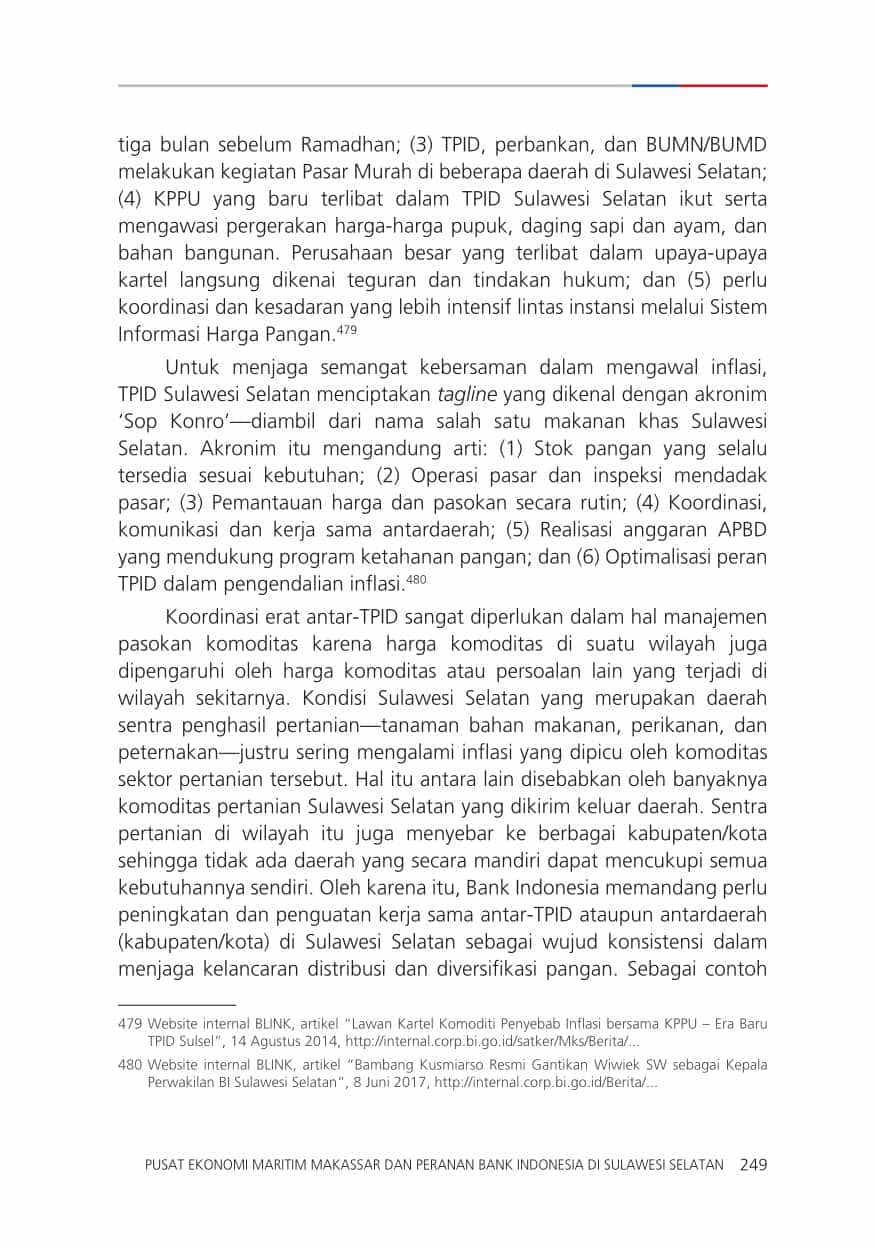 tiga bulan sebelum Ramadhan; (3) TPID, perbankan, dan BUMN/BUMD
melakukan kegiatan Pasar Murah di beberapa daerah di Sulawesi Selatan;
(4) KPPU yang baru terlibat dalam TPID Sulawesi Selatan ikut serta
mengawasi pergerakan harga-harga pupuk, daging sapi dan ayam, dan
bahan bangunan. Perusahaan besar yang terlibat dalam upaya-upaya
kartel langsung dikenai teguran dan tindakan hukum; dan (5) perlu
koordinasi dan kesadaran yang lebih intensif lintas instansi melalui Sistem
Informasi Harga Pangan.479
Untuk menjaga semangat kebersaman dalam mengawal inflasi,
TPID Sulawesi Selatan menciptakan tagline yang dikenal dengan akronim
‘Sop Konro’—diambil dari nama salah satu makanan khas Sulawesi
Selatan. Akronim itu mengandung arti: (1) Stok pangan yang selalu
tersedia sesuai kebutuhan; (2) Operasi pasar dan inspeksi mendadak
pasar; (3) Pemantauan harga dan pasokan secara rutin; (4) Koordinasi,
komunikasi dan kerja sama antardaerah; (5) Realisasi anggaran APBD
yang mendukung program ketahanan pangan; dan (6) Optimalisasi peran
TPID dalam pengendalian inflasi.480
Koordinasi erat antar-TPID sangat diperlukan dalam hal manajemen
pasokan komoditas karena harga komoditas di suatu wilayah juga
dipengaruhi oleh harga komoditas atau persoalan lain yang terjadi di
wilayah sekitarnya. Kondisi Sulawesi Selatan yang merupakan daerah
sentra penghasil pertanian—tanaman bahan makanan, perikanan, dan
peternakan—justru sering mengalami inflasi yang dipicu oleh komoditas
sektor pertanian tersebut. Hal itu antara lain disebabkan oleh banyaknya
komoditas pertanian Sulawesi Selatan yang dikirim keluar daerah. Sentra
pertanian di wilayah itu juga menyebar ke berbagai kabupaten/kota
sehingga tidak ada daerah yang secara mandiri dapat mencukupi semua
kebutuhannya sendiri. Oleh karena itu, Bank Indonesia memandang perlu
peningkatan dan penguatan kerja sama antar-TPID ataupun antardaerah
(kabupaten/kota) di Sulawesi Selatan sebagai wujud konsistensi dalam
menjaga kelancaran distribusi dan diversifikasi pangan. Sebagai contoh
479 Website internal BLINK, artikel “Lawan Kartel Komoditi Penyebab Inflasi bersama KPPU – Era Baru
TPID Sulsel”, 14 Agustus 2014, http://internal.corp.bi.go.id/satker/Mks/Berita/...
480 Website internal BLINK, artikel “Bambang Kusmiarso Resmi Gantikan Wiwiek SW sebagai Kepala
Perwakilan BI Sulawesi Selatan”, 8 Juni 2017, http://internal.corp.bi.go.id/Berita/...
PUSAT EKONOMI MARITIM MAKASSAR DAN PERANAN BANK INDONESIA DI SULAWESI SELATAN 249